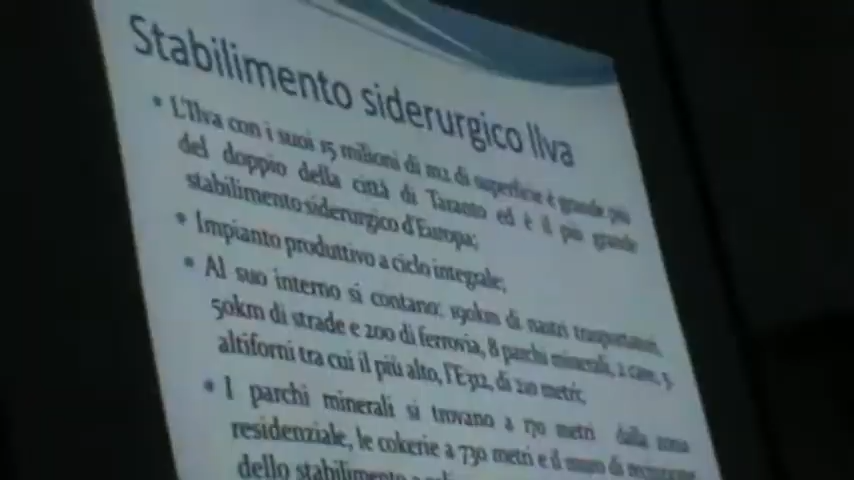 Stabilimento siderurgico Ilva
• L'Ilva con i suoi 15 milioni di m2 di superficie è grande più
del doppio della città di Taranto ed è il più grande
stabilimento siderurgico d'Europa;
• Impianto produttivo a ciclo integrale;
• Al suo interno si contano: 190km di nastri trasportatori,
50km di strade e 200 di ferrovia, 8 parchi minerali, 2 cave, 5
altiforni tra cui il più alto, l'E312, di 210 metri;
• I parchi minerali si trovano a 170 metri dalla zona
residenziale, le cokerie a 730 metri e il muro di recinzione
dello stabilimento a